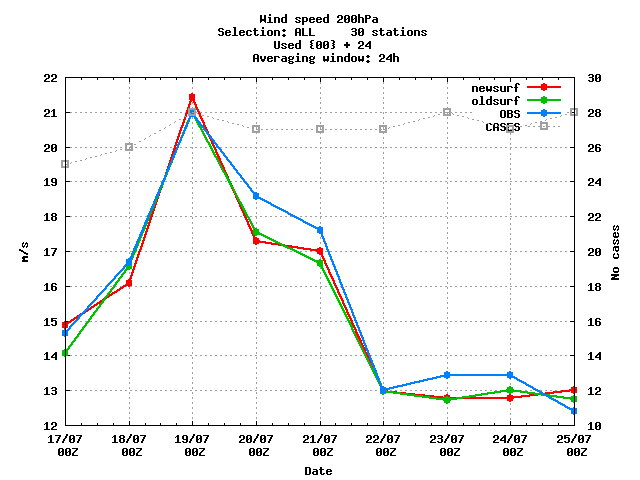 Wind speed 200hPa
Selection: ALL 30 stations
Used {00} + 24
Averaging window: 24h
22 30
newsurf
oldsurf
OBS
CASES
21 28
20 26
19 24
18 22
17 20
16 18
15 16
14 14
13 12
12 10
m/s
No cases
17/07 18/07 19/07 20/07 21/07 22/07 23/07 24/07 25/07
00Z 00Z 00Z 00Z 00Z 00Z 00Z 00Z 00Z
Date